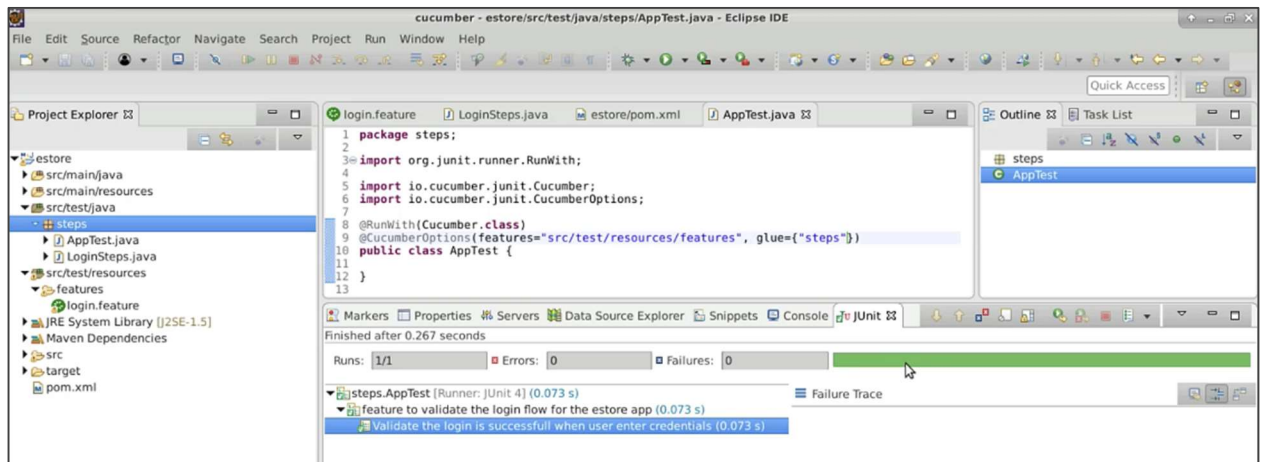 cucumber - estore/src/test/java/steps/AppTest.java - Eclipse IDE
File Edit Source Refactor Navigate Search Project Run Window Help
Quick Access
Project Explorer
estore
src/main/java
src/main/resources
src/test/java
steps
AppTest.java
LoginSteps.java
src/test/resources
features
login.feature
JRE System Library [J2SE-1.5]
Maven Dependencies
src
target
pom.xml
login.feature LoginSteps.java estore/pom.xml AppTest.java
1 package steps;
2
3 import org.junit.runner.RunWith;
4
5 import io.cucumber.junit.Cucumber;
6 import io.cucumber.junit.CucumberOptions;
7
8 @RunWith(Cucumber.class)
9 @CucumberOptions(features="src/test/resources/features", glue={"steps"})
10 public class AppTest {
11
12 }
13
Outline Task List
steps
AppTest
Markers Properties Servers Data Source Explorer Snippets Console JUnit
Finished after 0.267 seconds
Runs: 1/1 Errors: 0 Failures: 0
steps.AppTest [Runner: JUnit 4] (0.073 s)
feature to validate the login flow for the estore app (0.073 s)
Validate the login is successfull when user enter credentials (0.073 s)
Failure Trace